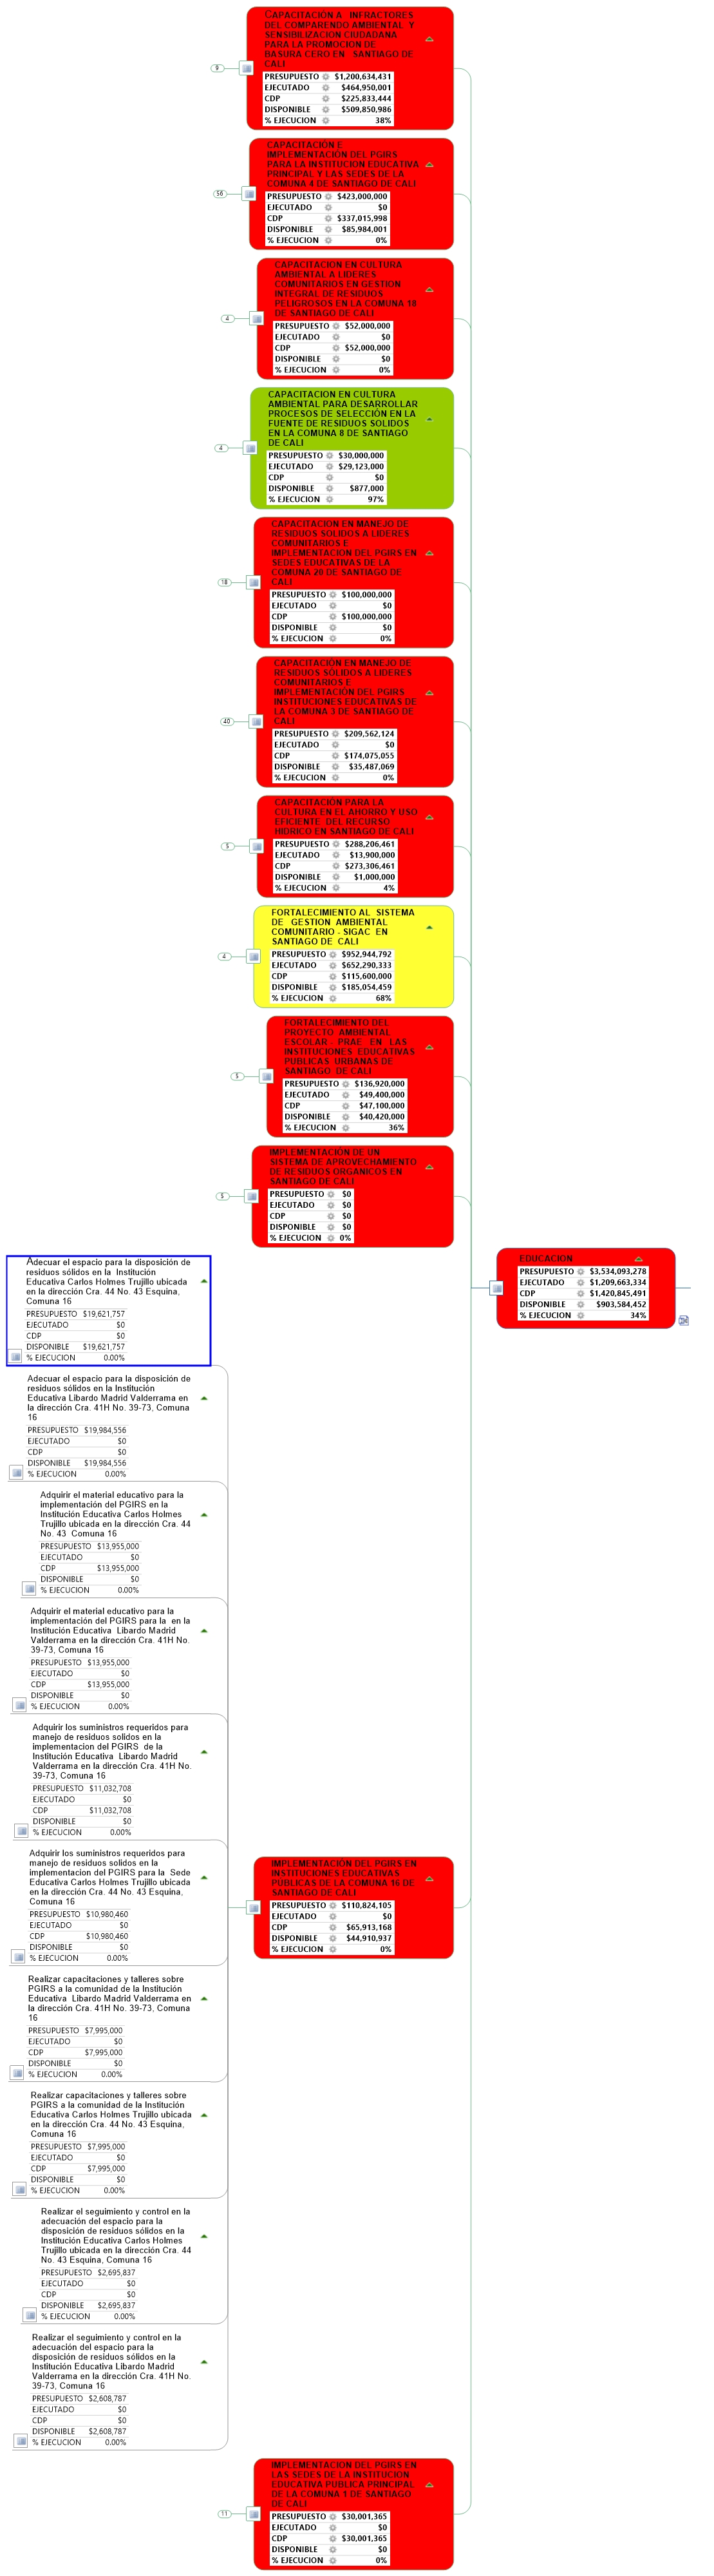 9
CAPACITACIÓN A INFRACTORES
DEL COMPARENDO AMBIENTAL Y
SENSIBILIZACION CIUDADANA
PARA LA PROMOCION DE
BASURA CERO EN SANTIAGO DE
CALI
PRESUPUESTO $1,200,634,431
EJECUTADO $464,950,001
CDP $225,833,444
DISPONIBLE $509,850,986
% EJECUCION 38%
56
CAPACITACIÓN E
IMPLEMENTACIÓN DEL PGIRS
PARA LA INSTITUCION EDUCATIVA
PRINCIPAL Y LAS SEDES DE LA
COMUNA 4 DE SANTIAGO DE CALI
PRESUPUESTO $423,000,000
EJECUTADO $0
CDP $337,015,998
DISPONIBLE $85,984,001
% EJECUCION 0%
4
CAPACITACION EN CULTURA
AMBIENTAL A LIDERES
COMUNITARIOS EN GESTION
INTEGRAL DE RESIDUOS
PELIGROSOS EN LA COMUNA 18
DE SANTIAGO DE CALI
PRESUPUESTO $52,000,000
EJECUTADO $0
CDP $52,000,000
DISPONIBLE $0
% EJECUCION 0%
4
CAPACITACION EN CULTURA
AMBIENTAL PARA DESARROLLAR
PROCESOS DE SELECCIÓN EN LA
FUENTE DE RESIDUOS SOLIDOS
EN LA COMUNA 8 DE SANTIAGO
DE CALI
PRESUPUESTO $30,000,000
EJECUTADO $29,123,000
CDP $0
DISPONIBLE $877,000
% EJECUCION 97%
18
CAPACITACION EN MANEJO DE
RESIDUOS SOLIDOS A LIDERES
COMUNITARIOS E
IMPLEMENTACION DEL PGIRS EN
SEDES EDUCATIVAS DE LA
COMUNA 20 DE SANTIAGO DE
CALI
PRESUPUESTO $100,000,000
EJECUTADO $0
CDP $100,000,000
DISPONIBLE $0
% EJECUCION 0%
40
CAPACITACIÓN EN MANEJO DE
RESIDUOS SÓLIDOS A LIDERES
COMUNITARIOS E
IMPLEMENTACIÓN DEL PGIRS
INSTITUCIONES EDUCATIVAS DE
LA COMUNA 3 DE SANTIAGO DE
CALI
PRESUPUESTO $209,562,124
EJECUTADO $0
CDP $174,075,055
DISPONIBLE $35,487,069
% EJECUCION 0%
5
CAPACITACIÓN PARA LA
CULTURA EN EL AHORRO Y USO
EFICIENTE DEL RECURSO
HIDRICO EN SANTIAGO DE CALI
PRESUPUESTO $288,206,461
EJECUTADO $13,900,000
CDP $273,306,461
DISPONIBLE $1,000,000
% EJECUCION 4%
4
FORTALECIMIENTO AL SISTEMA
DE GESTION AMBIENTAL
COMUNITARIO - SIGAC EN
SANTIAGO DE CALI
PRESUPUESTO $952,944,792
EJECUTADO $652,290,333
CDP $115,600,000
DISPONIBLE $185,054,459
% EJECUCION 68%
5
FORTALECIMIENTO DEL
PROYECTO AMBIENTAL
ESCOLAR - PRAE EN LAS
INSTITUCIONES EDUCATIVAS
PUBLICAS URBANAS DE
SANTIAGO DE CALI
PRESUPUESTO $136,920,000
EJECUTADO $49,400,000
CDP $47,100,000
DISPONIBLE $40,420,000
% EJECUCION 36%
5
IMPLEMENTACIÓN DE UN
SISTEMA DE APROVECHAMIENTO
DE RESIDUOS ORGANICOS EN
SANTIAGO DE CALI
PRESUPUESTO $0
EJECUTADO $0
CDP $0
DISPONIBLE $0
% EJECUCION 0%
EDUCACION
PRESUPUESTO $3,534,093,278
EJECUTADO $1,209,663,334
CDP $1,420,845,491
DISPONIBLE $903,584,452
% EJECUCION 34%
Adecuar el espacio para la disposición de
residuos sólidos en la Institución
Educativa Carlos Holmes Trujillo ubicada
en la dirección Cra. 44 No. 43 Esquina,
Comuna 16
PRESUPUESTO $19,621,757
EJECUTADO $0
CDP $0
DISPONIBLE $19,621,757
% EJECUCION 0.00%
Adecuar el espacio para la disposición de
residuos sólidos en la Institución
Educativa Libardo Madrid Valderrama en
la dirección Cra. 41H No. 39-73, Comuna
16
PRESUPUESTO $19,984,556
EJECUTADO $0
CDP $0
DISPONIBLE $19,984,556
% EJECUCION 0.00%
Adquirir el material educativo para la
implementación del PGIRS en la
Institución Educativa Carlos Holmes
Trujillo ubicada en la dirección Cra. 44
No. 43 Comuna 16
PRESUPUESTO $13,955,000
EJECUTADO $0
CDP $13,955,000
DISPONIBLE $0
% EJECUCION 0.00%
Adquirir el material educativo para la
implementación del PGIRS para la en la
Institución Educativa Libardo Madrid
Valderrama en la dirección Cra. 41H No.
39-73, Comuna 16
PRESUPUESTO $13,955,000
EJECUTADO $0
CDP $13,955,000
DISPONIBLE $0
% EJECUCION 0.00%
Adquirir los suministros requeridos para
manejo de residuos solidos en la
implementacion del PGIRS de la
Institución Educativa Libardo Madrid
Valderrama en la dirección Cra. 41H No.
39-73, Comuna 16
PRESUPUESTO $11,032,708
EJECUTADO $0
CDP $11,032,708
DISPONIBLE $0
% EJECUCION 0.00%
Adquirir los suministros requeridos para
manejo de residuos solidos en la
implementacion del PGIRS para la Sede
Educativa Carlos Holmes Trujillo ubicada
en la dirección Cra. 44 No. 43 Esquina,
Comuna 16
PRESUPUESTO $10,980,460
EJECUTADO $0
CDP $10,980,460
DISPONIBLE $0
% EJECUCION 0.00%
IMPLEMENTACIÓN DEL PGIRS EN
INSTITUCIONES EDUCATIVAS
PÚBLICAS DE LA COMUNA 16 DE
SANTIAGO DE CALI
PRESUPUESTO $110,824,105
EJECUTADO $0
CDP $65,913,168
DISPONIBLE $44,910,937
% EJECUCION 0%
Realizar capacitaciones y talleres sobre
PGIRS a la comunidad de la Institución
Educativa Libardo Madrid Valderrama en
la dirección Cra. 41H No. 39-73, Comuna
16
PRESUPUESTO $7,995,000
EJECUTADO $0
CDP $7,995,000
DISPONIBLE $0
% EJECUCION 0.00%
Realizar capacitaciones y talleres sobre
PGIRS a la comunidad de la Institución
Educativa Carlos Holmes Trujillo ubicada
en la dirección Cra. 44 No. 43 Esquina,
Comuna 16
PRESUPUESTO $7,995,000
EJECUTADO $0
CDP $7,995,000
DISPONIBLE $0
% EJECUCION 0.00%
Realizar el seguimiento y control en la
adecuación del espacio para la
disposición de residuos sólidos en la
Institución Educativa Carlos Holmes
Trujillo ubicada en la dirección Cra. 44
No. 43 Esquina, Comuna 16
PRESUPUESTO $2,695,837
EJECUTADO $0
CDP $0
DISPONIBLE $2,695,837
% EJECUCION 0.00%
Realizar el seguimiento y control en la
adecuación del espacio para la
disposición de residuos sólidos en la
Institución Educativa Libardo Madrid
Valderrama en la dirección Cra. 41H No.
39-73, Comuna 16
PRESUPUESTO $2,608,787
EJECUTADO $0
CDP $0
DISPONIBLE $2,608,787
% EJECUCION 0.00%
11
IMPLEMENTACION DEL PGIRS EN
LAS SEDES DE LA INSTITUCION
EDUCATIVA PUBLICA PRINCIPAL
DE LA COMUNA 1 DE SANTIAGO
DE CALI
PRESUPUESTO $30,001,365
EJECUTADO $0
CDP $30,001,365
DISPONIBLE $0
% EJECUCION 0%